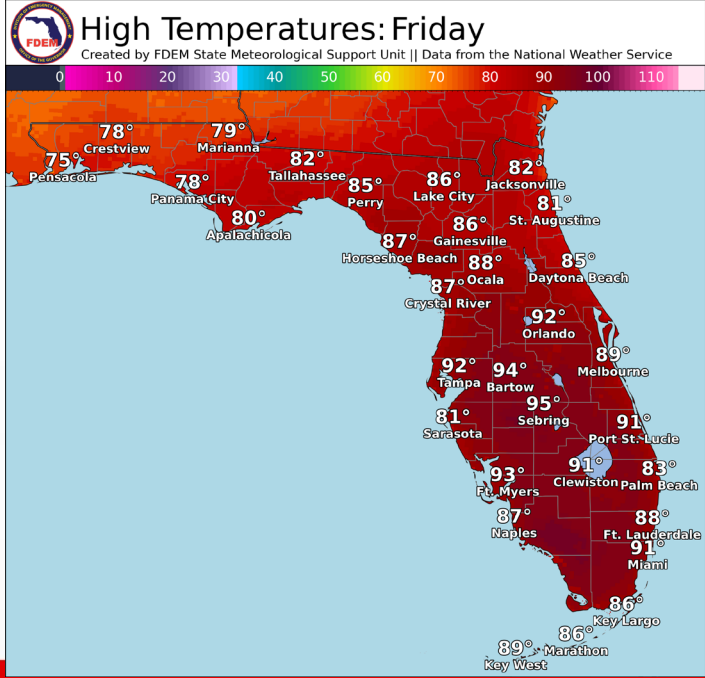 High Temperatures: Friday
Created by FDEM State Meteorological Support Unit || Data from the National Weather Service
FDEM
0 10 20 30 40 50 60 70 80 90 100 110
78°
Crestview
79°
Marianna
75°
Pensacola
82°
Tallahassee
78°
Panama City
85°
Perry
86°
Lake City
82°
Jacksonville
81°
St. Augustine
80°
Apalachicola
86°
Gainesville
87°
Horseshoe Beach
88°
Ocala
85°
Daytona Beach
87°
Crystal River
92°
Orlando
89°
Melbourne
92°
Tampa
94°
Bartow
95°
Sebring
81°
Sarasota
91°
Port St. Lucie
93°
Ft. Myers
91°
Clewiston
83°
Palm Beach
87°
Naples
88°
Ft. Lauderdale
91°
Miami
86°
Key Largo
86°
Marathon
89°
Key West